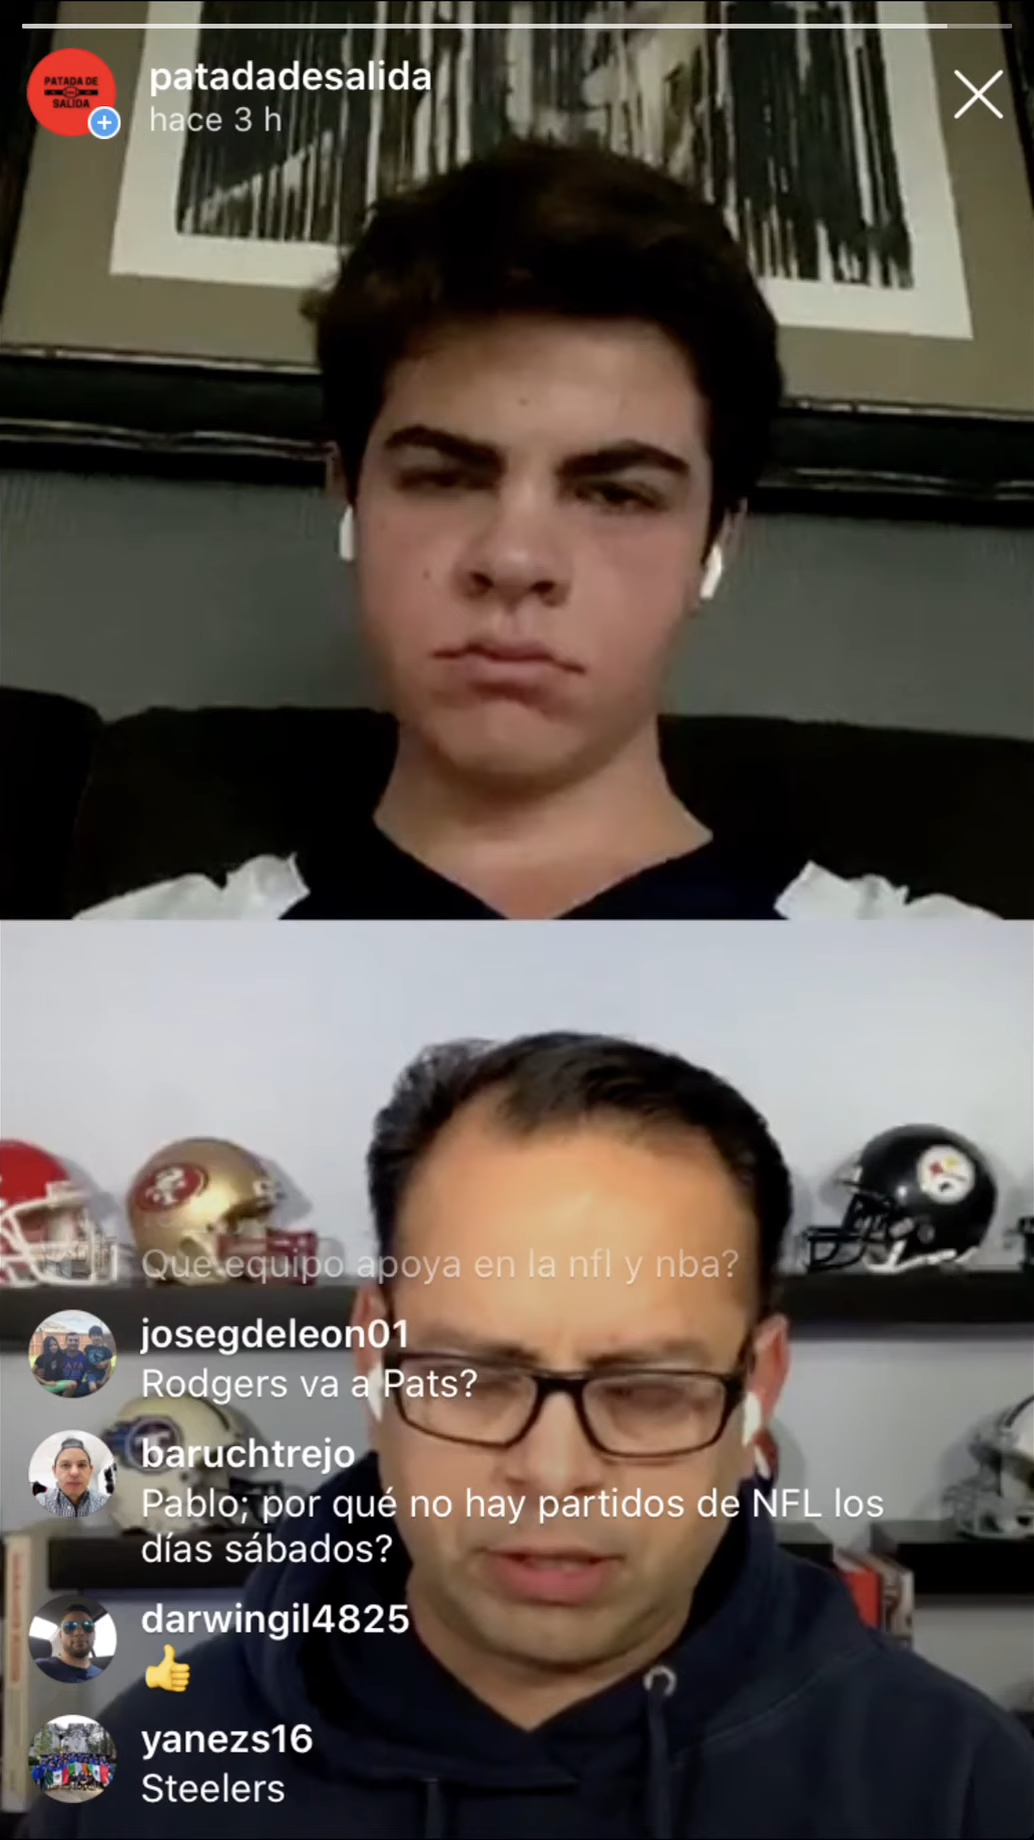 PATADA DE
SALIDA
patadadesalida
hace 3 h
Que equipo apoya en la nfl y nba?
josegdeleon01
Rodgers va a Pats?
baruchtrejo
Pablo; por qué no hay partidos de NFL los
días sábados?
darwingil4825
👍
yanezs16
Steelers